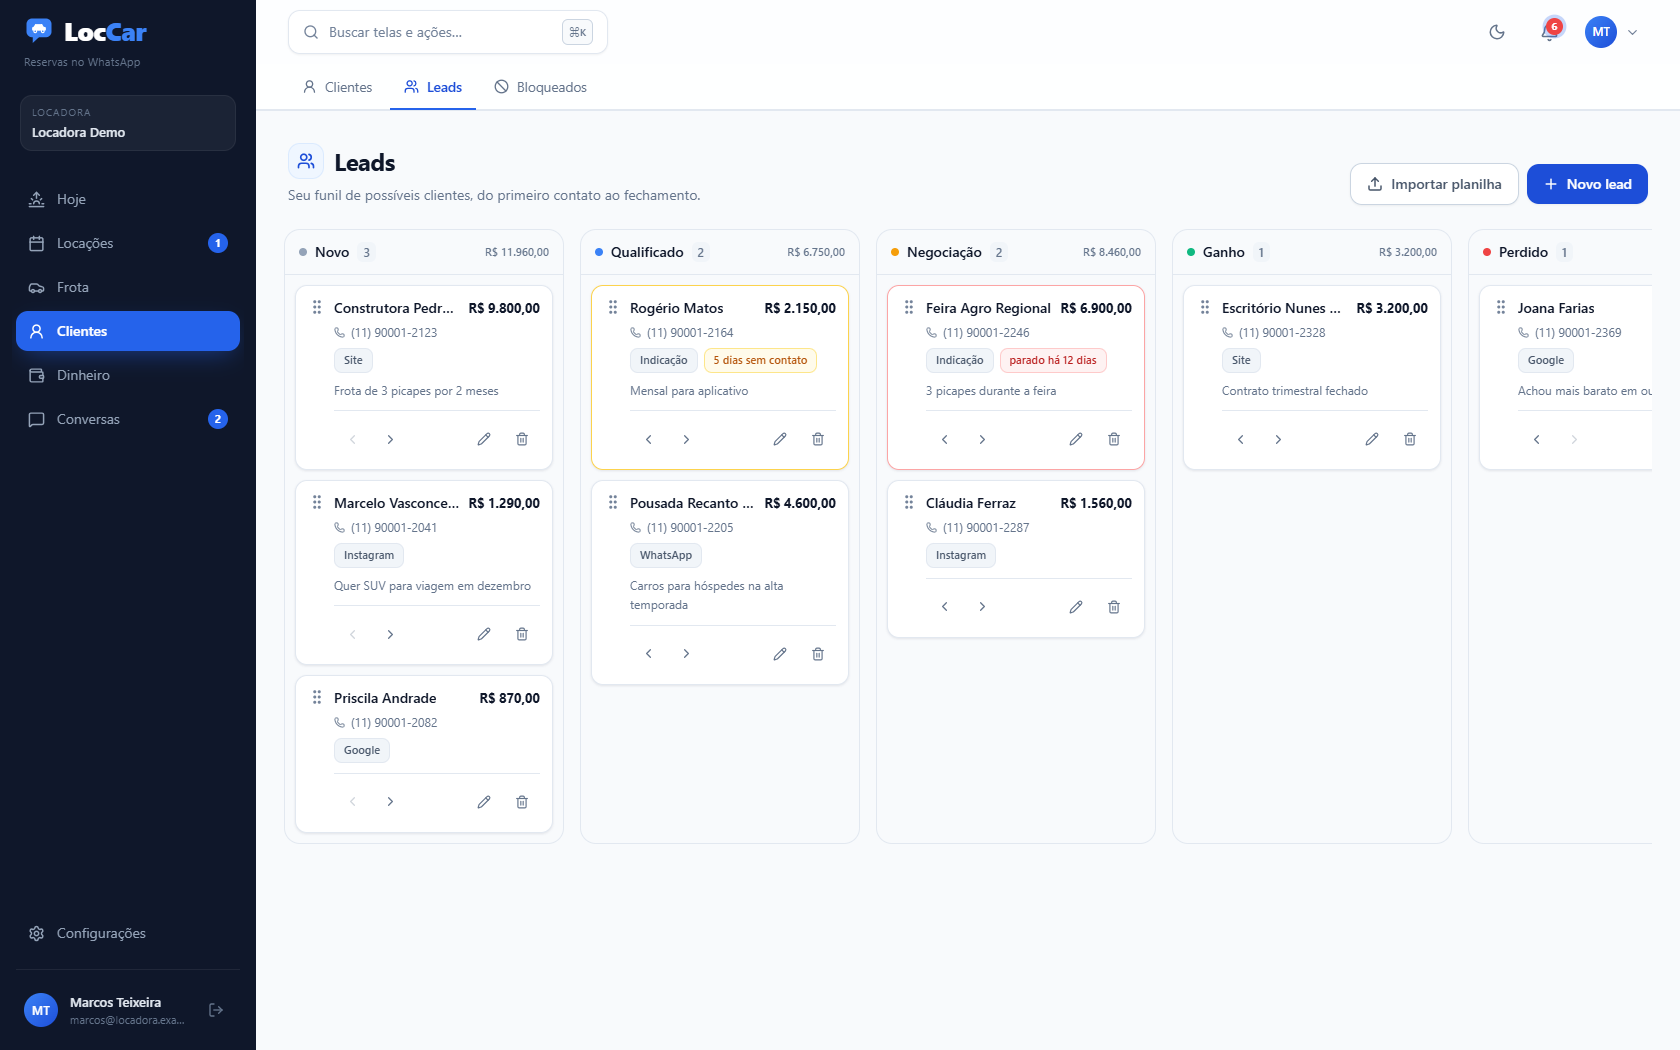 LocCar
Reservas no WhatsApp
LOCADORA
Locadora Demo
Hoje
Locações 1
Frota
Clientes
Dinheiro
Conversas 2
Configurações
MT
Marcos Teixeira
marcos@locadora.exa...
Buscar telas e ações... ⌘K
6
MT
Clientes
Leads
Bloqueados
Leads
Seu funil de possíveis clientes, do primeiro contato ao fechamento.
Importar planilha
Novo lead
Novo 3 R$ 11.960,00
Construtora Pedr... R$ 9.800,00
(11) 90001-2123
Site
Frota de 3 picapes por 2 meses
Marcelo Vasconce... R$ 1.290,00
(11) 90001-2041
Instagram
Quer SUV para viagem em dezembro
Priscila Andrade R$ 870,00
(11) 90001-2082
Google
Qualificado 2 R$ 6.750,00
Rogério Matos R$ 2.150,00
(11) 90001-2164
Indicação 5 dias sem contato
Mensal para aplicativo
Pousada Recanto ... R$ 4.600,00
(11) 90001-2205
WhatsApp
Carros para hóspedes na alta
temporada
Negociação 2 R$ 8.460,00
Feira Agro Regional R$ 6.900,00
(11) 90001-2246
Indicação parado há 12 dias
3 picapes durante a feira
Cláudia Ferraz R$ 1.560,00
(11) 90001-2287
Instagram
Ganho 1 R$ 3.200,00
Escritório Nunes ... R$ 3.200,00
(11) 90001-2328
Site
Contrato trimestral fechado
Perdido 1
Joana Farias
(11) 90001-2369
Google
Achou mais barato em ou